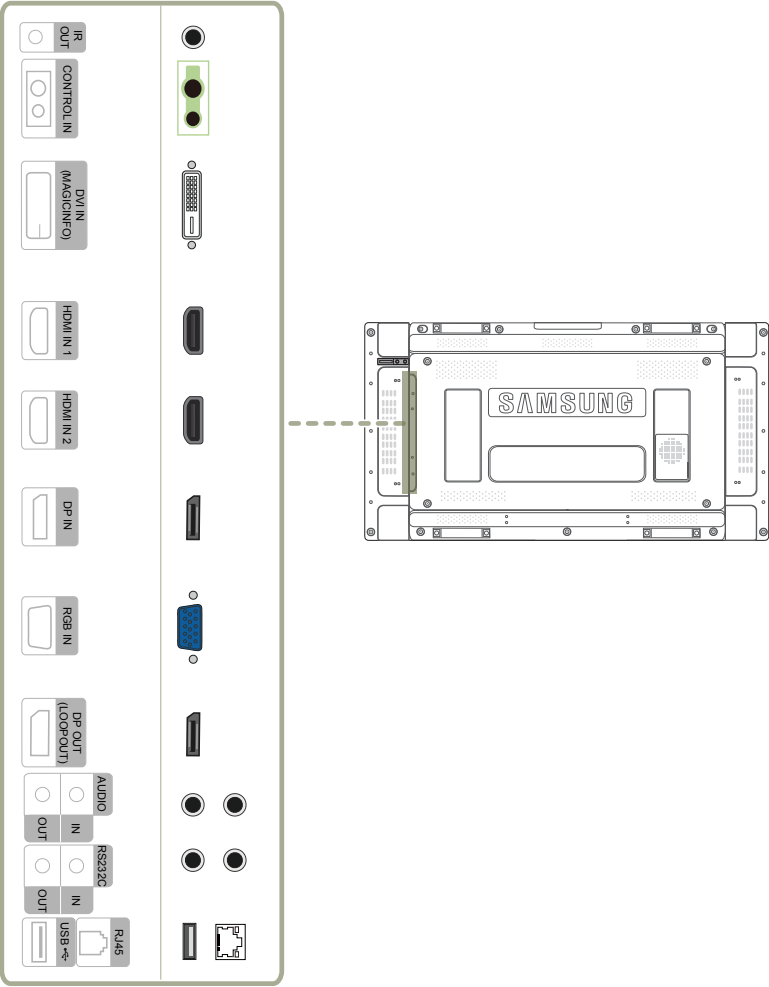 IR
OUT
CONTROL IN
DVI IN
(MAGICINFO)
HDMI IN 1
HDMI IN 2
DP IN
RGB IN
DP OUT
(LOOPOUT)
AUDIO
IN
OUT
RS232C
IN
OUT
RJ45
USB
SAMSUNG